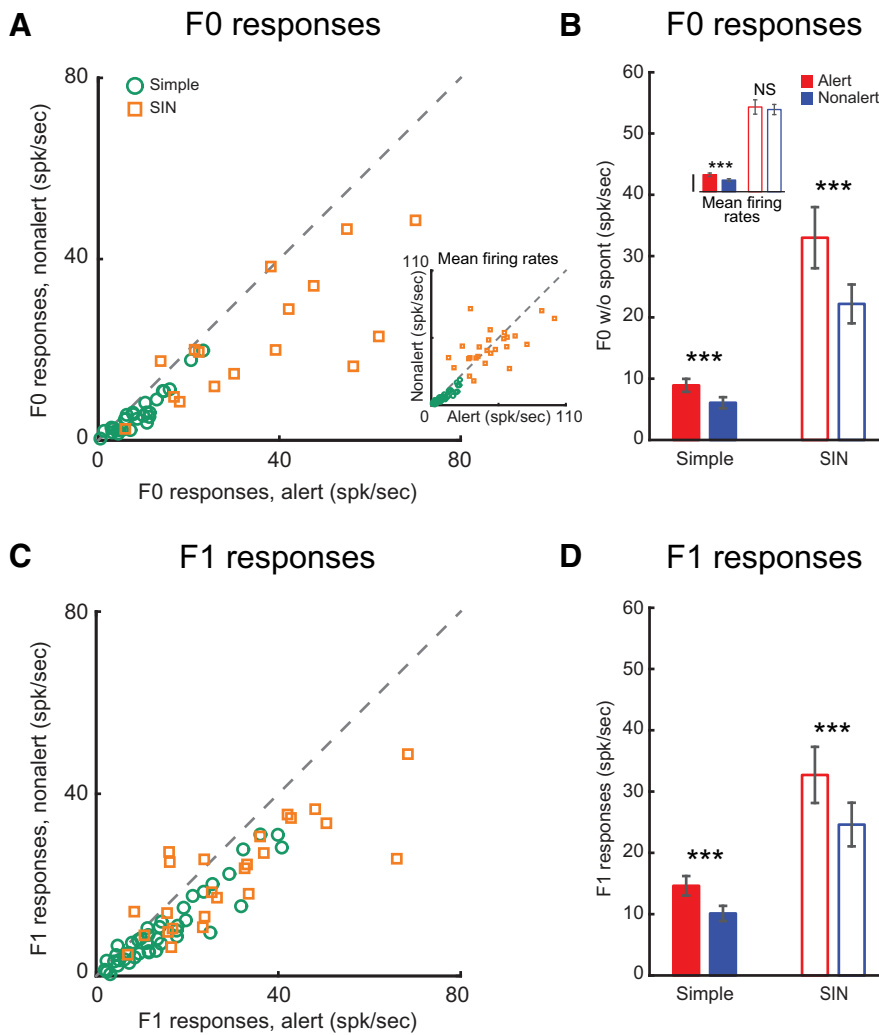 A
F0 responses
80
Simple
SIN
F0 responses, nonalert (spk/sec)
40
0
0
40
80
F0 responses, alert (spk/sec)
110
Mean firing rates
Nonalert (spk/sec)
0
Alert (spk/sec)
110
B
F0 responses
60
50
40
30
20
10
0
F0 w/o spont (spk/sec)
Alert
Nonalert
NS
***
Mean firing
rates
***
***
Simple
SIN
C
F1 responses
80
F1 responses, nonalert (spk/sec)
40
0
0
40
80
F1 responses, alert (spk/sec)
D
F1 responses
60
50
40
30
20
10
0
F1 responses (spk/sec)
***
***
Simple
SIN